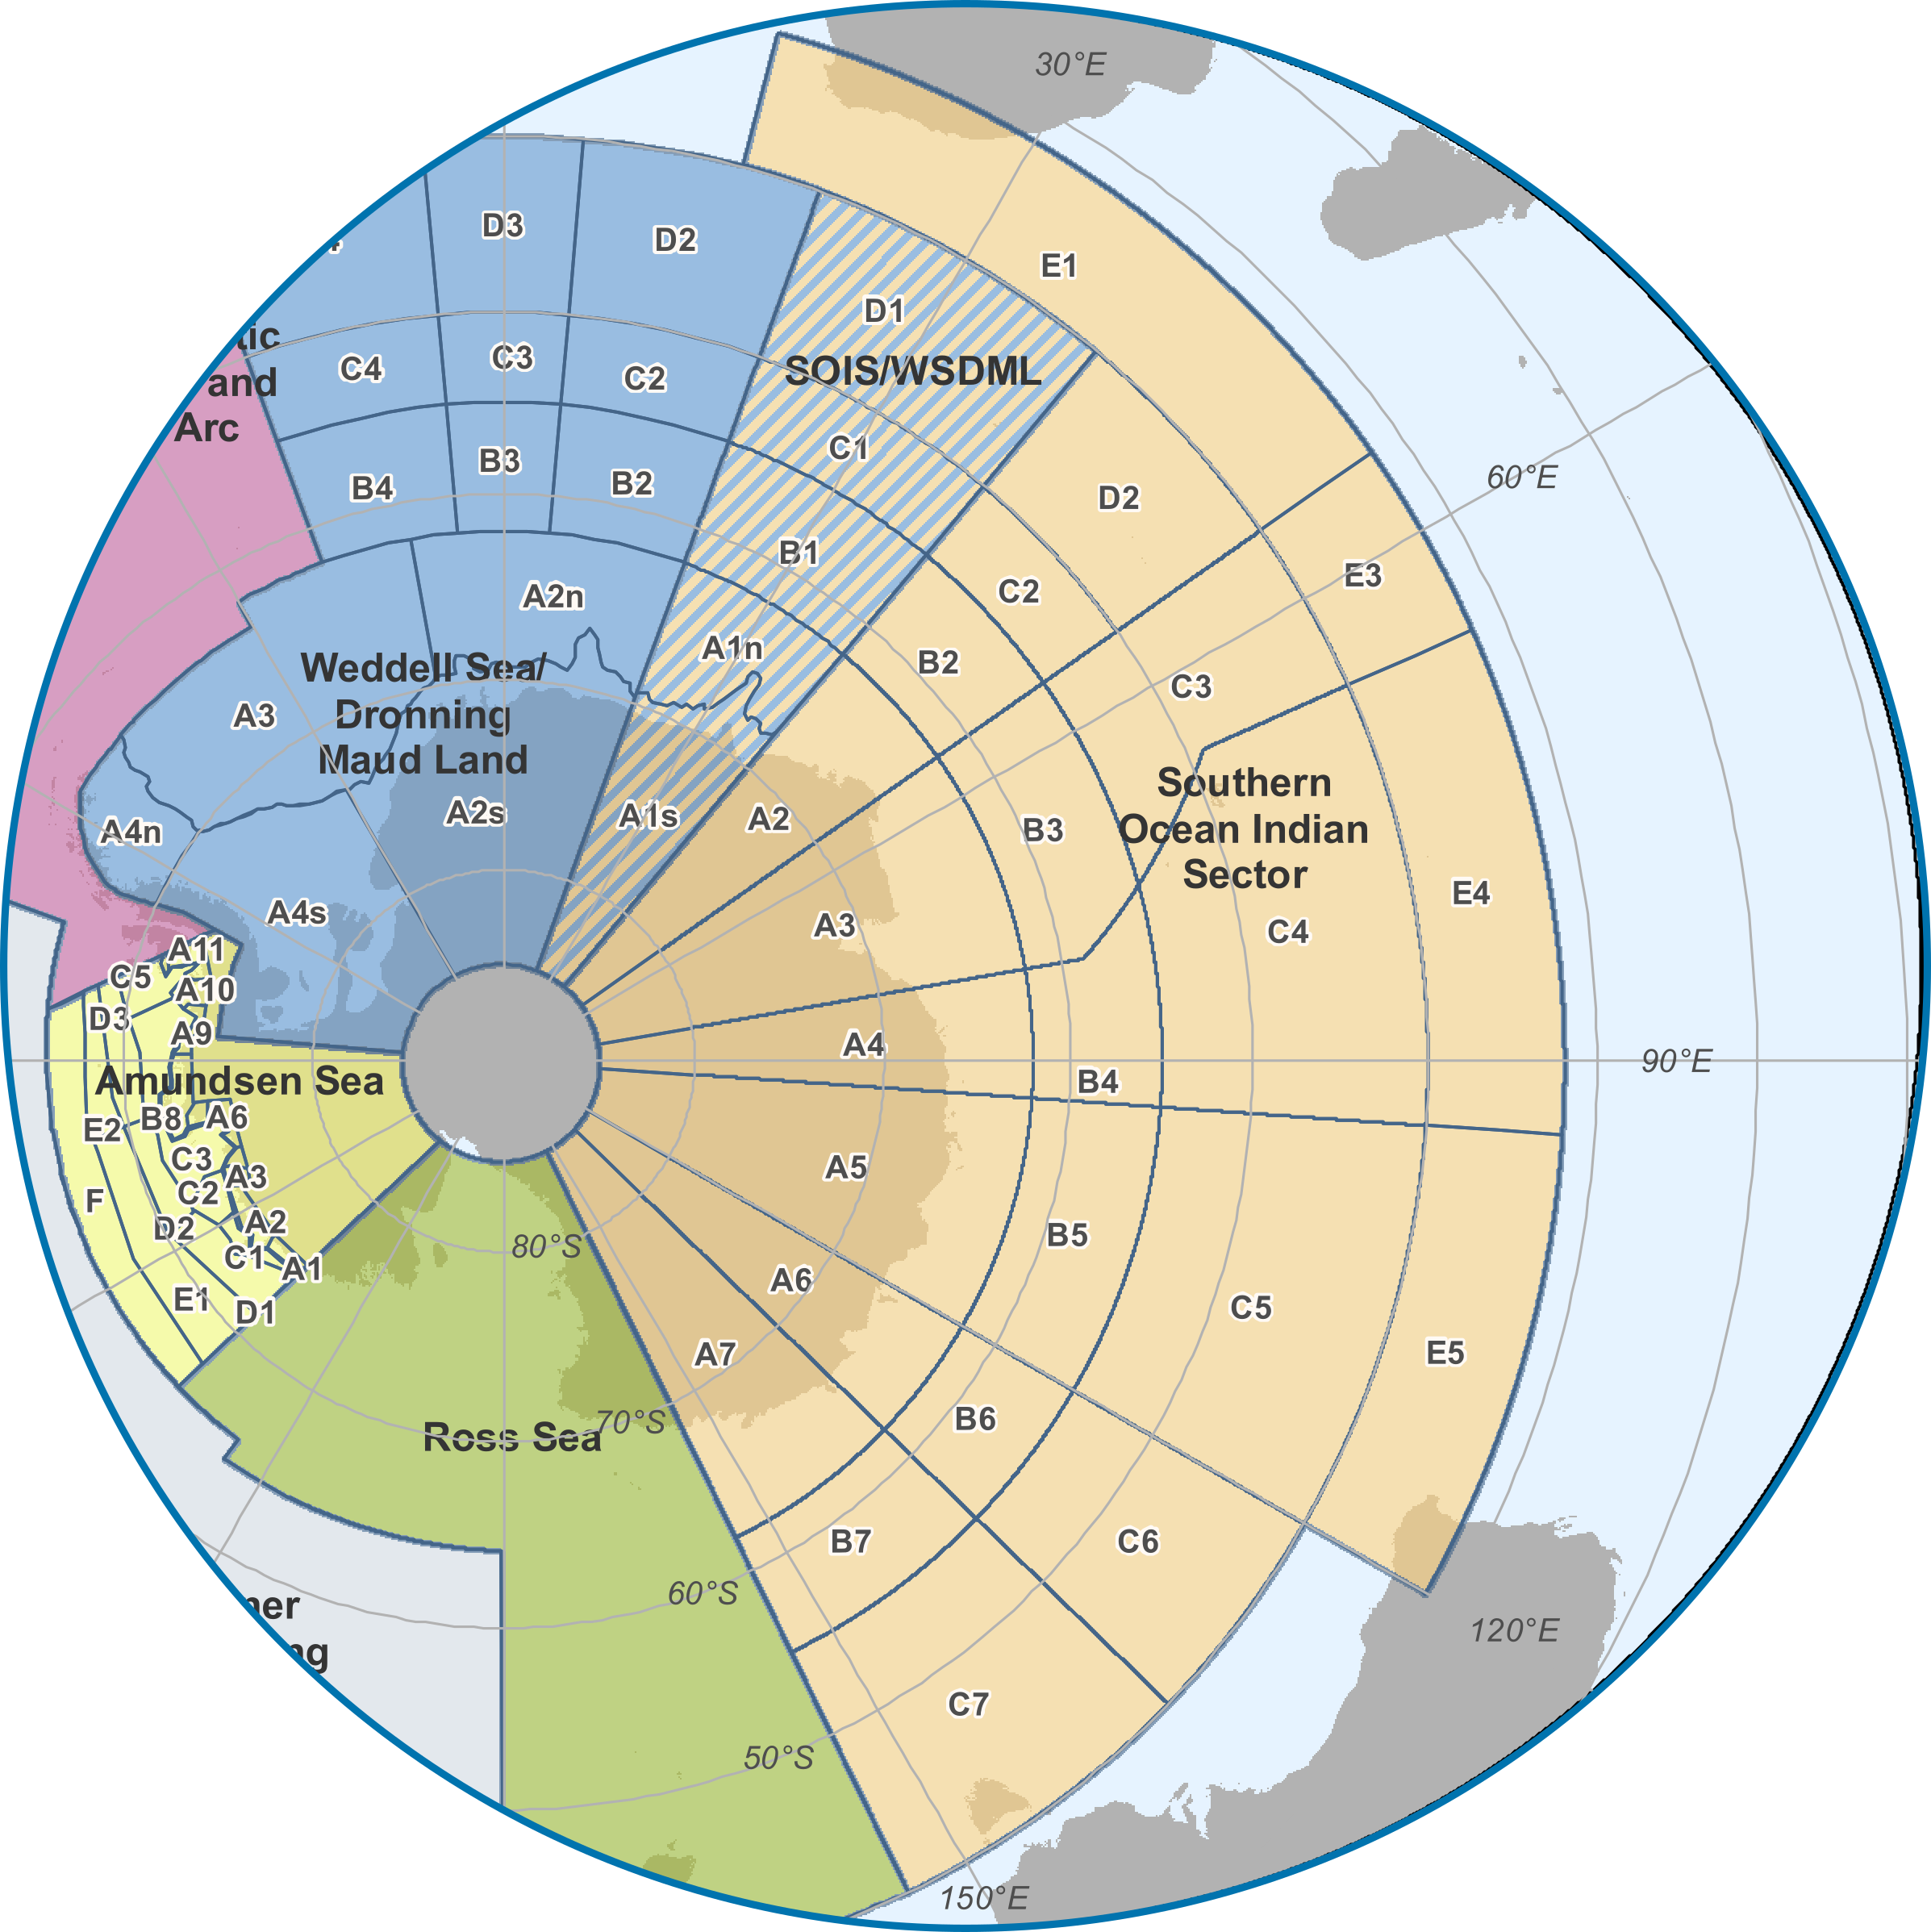 30°E
D3
D2
E1
D1
SOIS/WSDML
tic
and
Arc
C4
C3
C2
C1
60°E
B4
B3
B2
B1
D2
C2
E3
A2n
A1n
B2
C3
Weddell Sea/
Dronning
Maud Land
A3
Southern
Ocean Indian
Sector
A4n
A2s
A1s
A2
B3
E4
A4s
A3
C4
A11
C5
A10
D3
A9
A4
90°E
Amundsen Sea
B4
B8
A6
E2
C3
A3
A5
C2
F
D2
A2
B5
80°S
C1
A1
A6
E1
D1
C5
A7
E5
70°S
Ross Sea
B6
B7
C6
60°S
her
ng
120°E
C7
50°S
150°E